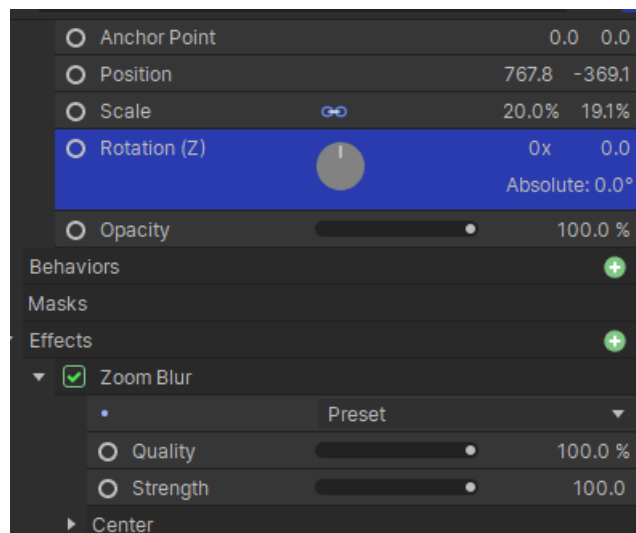 Anchor Point 0.0 0.0
Position 767.8 -369.1
Scale 20.0% 19.1%
Rotation (Z) 0x 0.0
Absolute: 0.0°
Opacity 100.0 %
Behaviors
Masks
Effects
Zoom Blur
Preset
Quality 100.0 %
Strength 100.0
Center